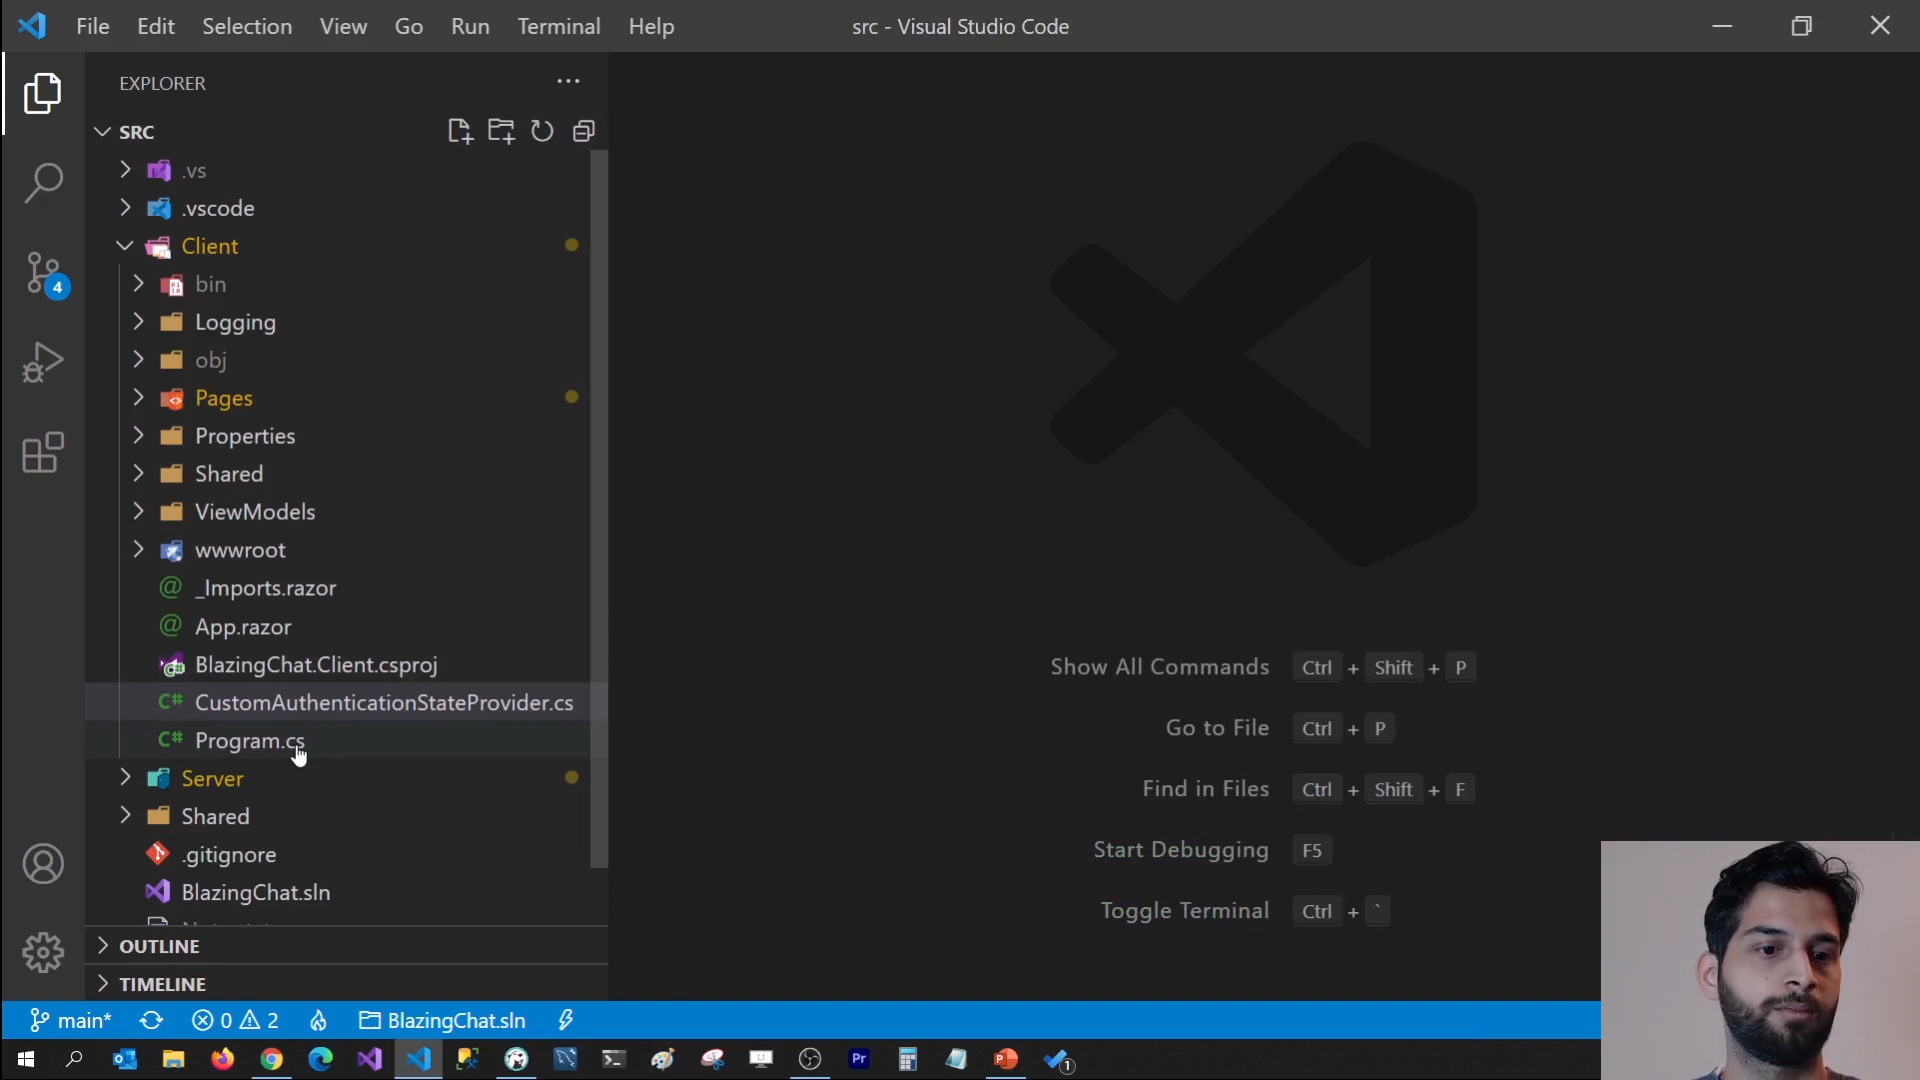 File Edit Selection View Go Run Terminal Help src - Visual Studio Code
EXPLORER
SRC
.vs
.vscode
Client
4
bin
Logging
obj
Pages
Properties
Shared
ViewModels
wwwroot
_Imports.razor
App.razor
BlazingChat.Client.csproj
CustomAuthenticationStateProvider.cs
Program.cs
Server
Shared
.gitignore
BlazingChat.sln
OUTLINE
TIMELINE
Show All Commands Ctrl + Shift + P
Go to File Ctrl + P
Find in Files Ctrl + Shift + F
Start Debugging F5
Toggle Terminal Ctrl + `
main* 0 2 BlazingChat.sln
Pr
1